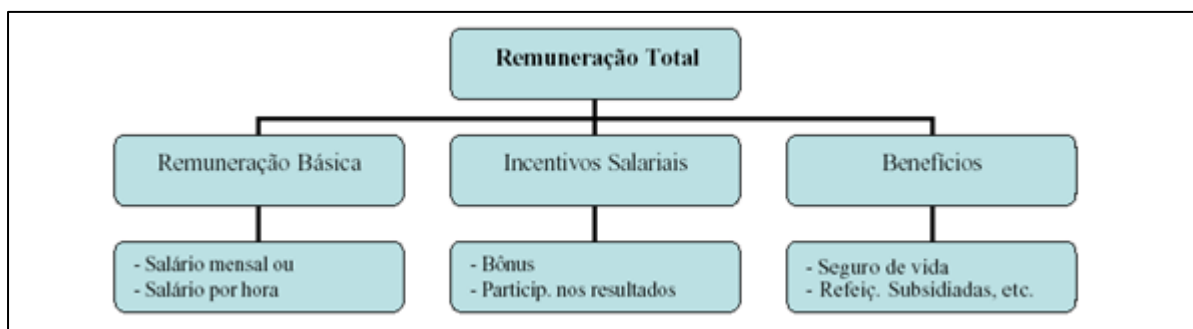 Remuneração Total
Remuneração Básica
Incentivos Salariais
Benefícios
- Salário mensal ou
- Salário por hora
- Bônus
- Particip. nos resultados
- Seguro de vida
- Refeiç. Subsidiadas, etc.